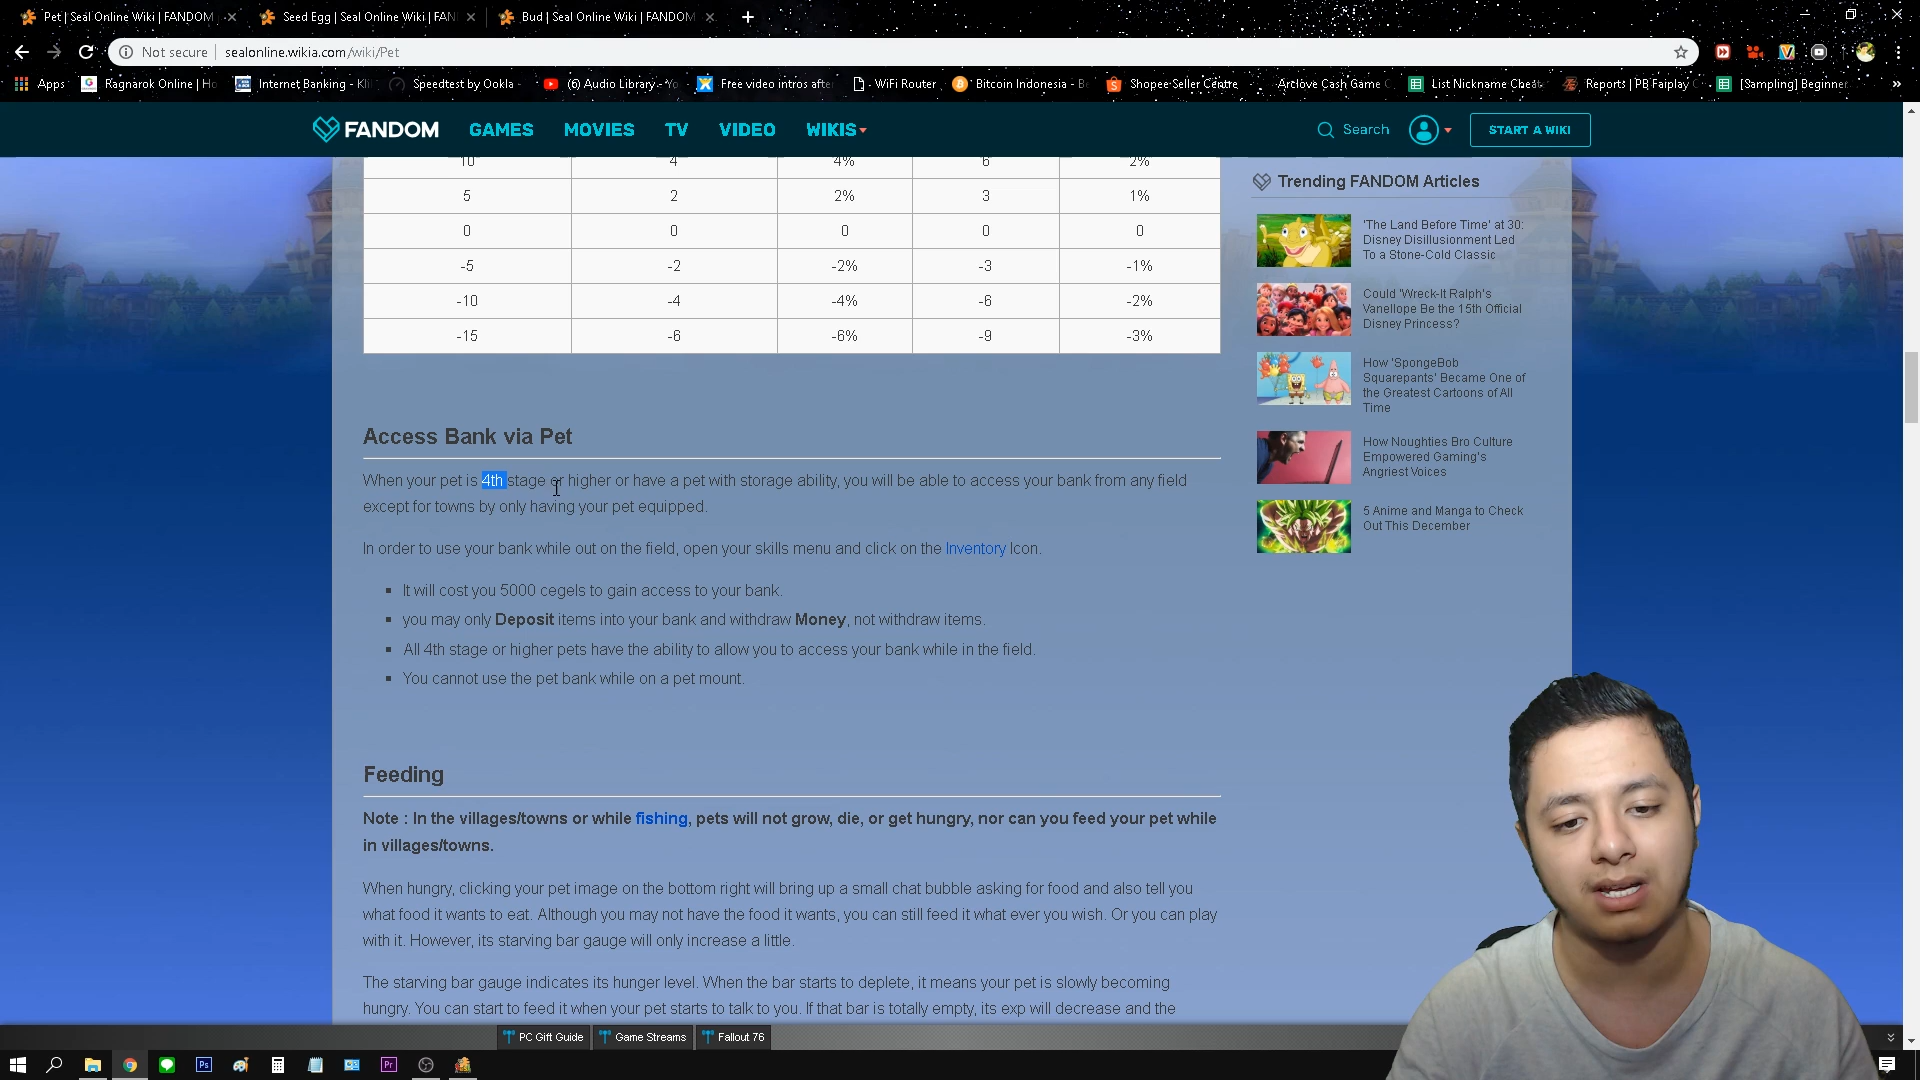 Pet | Seal Online Wiki | FANDOM
Seed Egg | Seal Online Wiki | FAN
Bud | Seal Online Wiki | FANDOM
Not secure | sealonline.wikia.com/wiki/Pet
Apps
Ragnarok Online | Ho
Internet Banking - Kli
Speedtest by Ookla -
(6) Audio Library - Yo
Free video intros after
WiFi Router
Bitcoin Indonesia - Be
Shopee Seller Centre
Arclove Cash Game C
List Nickname Cheat
Reports | PB Fairplay
[Sampling] Beginner
FANDOM
GAMES
MOVIES
TV
VIDEO
WIKIS
Search
START A WIKI
10 4 4% 6 2%
5 2 2% 3 1%
0 0 0 0 0
-5 -2 -2% -3 -1%
-10 -4 -4% -6 -2%
-15 -6 -6% -9 -3%
Access Bank via Pet
When your pet is 4th stage or higher or have a pet with storage ability, you will be able to access your bank from any field
except for towns by only having your pet equipped.
In order to use your bank while out on the field, open your skills menu and click on the Inventory Icon.
It will cost you 5000 cegels to gain access to your bank.
you may only Deposit items into your bank and withdraw Money, not withdraw items.
All 4th stage or higher pets have the ability to allow you to access your bank while in the field.
You cannot use the pet bank while on a pet mount.
Feeding
Note : In the villages/towns or while fishing, pets will not grow, die, or get hungry, nor can you feed your pet while
in villages/towns.
When hungry, clicking your pet image on the bottom right will bring up a small chat bubble asking for food and also tell you
what food it wants to eat. Although you may not have the food it wants, you can still feed it what ever you wish. Or you can play
with it. However, its starving bar gauge will only increase a little.
The starving bar gauge indicates its hunger level. When the bar starts to deplete, it means your pet is slowly becoming
hungry. You can start to feed it when your pet starts to talk to you. If that bar is totally empty, its exp will decrease and the
Trending FANDOM Articles
'The Land Before Time' at 30:
Disney Disillusionment Led
To a Stone-Cold Classic
Could 'Wreck-It Ralph's
Vanellope Be the 15th Official
Disney Princess?
How 'SpongeBob
Squarepants' Became One of
the Greatest Cartoons of All
Time
How Noughties Bro Culture
Empowered Gaming's
Angriest Voices
5 Anime and Manga to Check
Out This December
PC Gift Guide
Game Streams
Fallout 76
Ps
Pr